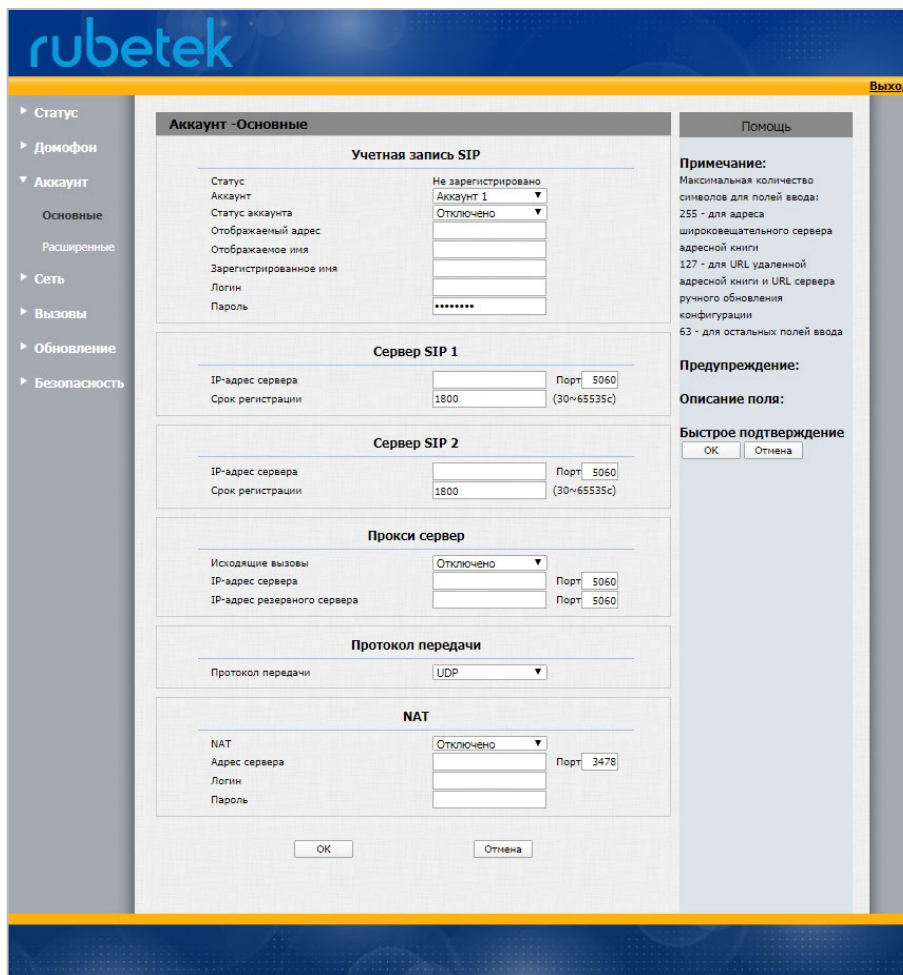 rubetek
Выход
Статус
Домофон
Аккаунт
Основные
Расширенные
Сеть
Вызовы
Обновление
Безопасность
Аккаунт -Основные
Учетная запись SIP
Статус Не зарегистрировано
Аккаунт Аккаунт 1
Статус аккаунта Отключено
Отображаемый адрес
Отображаемое имя
Зарегистрированное имя
Логин
Пароль ••••••••
Сервер SIP 1
IP-адрес сервера Порт 5060
Срок регистрации 1800 (30~65535с)
Сервер SIP 2
IP-адрес сервера Порт 5060
Срок регистрации 1800 (30~65535с)
Прокси сервер
Исходящие вызовы Отключено
IP-адрес сервера Порт 5060
IP-адрес резервного сервера Порт 5060
Протокол передачи
Протокол передачи UDP
NAT
NAT Отключено
Адрес сервера Порт 3478
Логин
Пароль
OK Отмена
Помощь
Примечание:
Максимальная количество
символов для полей ввода:
255 - для адреса
широковещательного сервера
адресной книги
127 - для URL удаленной
адресной книги и URL сервера
ручного обновления
конфигурации
63 - для остальных полей ввода
Предупреждение:
Описание поля:
Быстрое подтверждение
OK Отмена